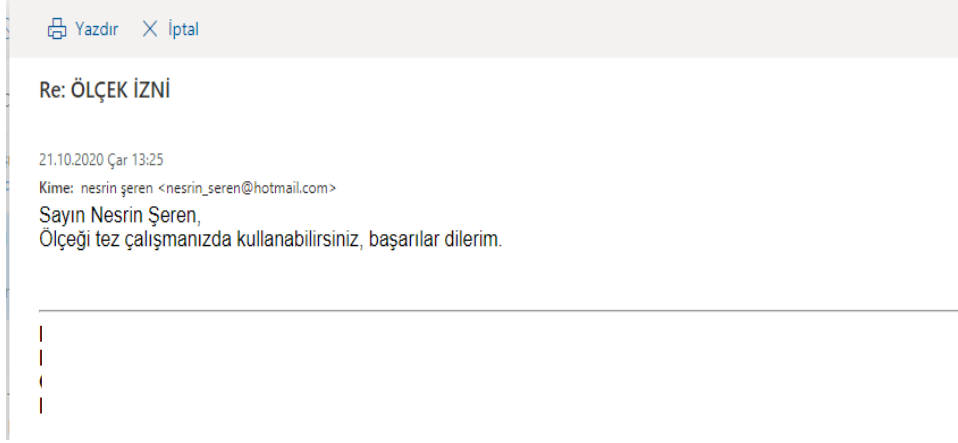 Yazdır İptal
Re: ÖLÇEK İZNİ
21.10.2020 Çar 13:25
Kime: nesrin şeren <nesrin_seren@hotmail.com>
Sayın Nesrin Şeren,
Ölçeği tez çalışmanızda kullanabilirsiniz, başarılar dilerim.